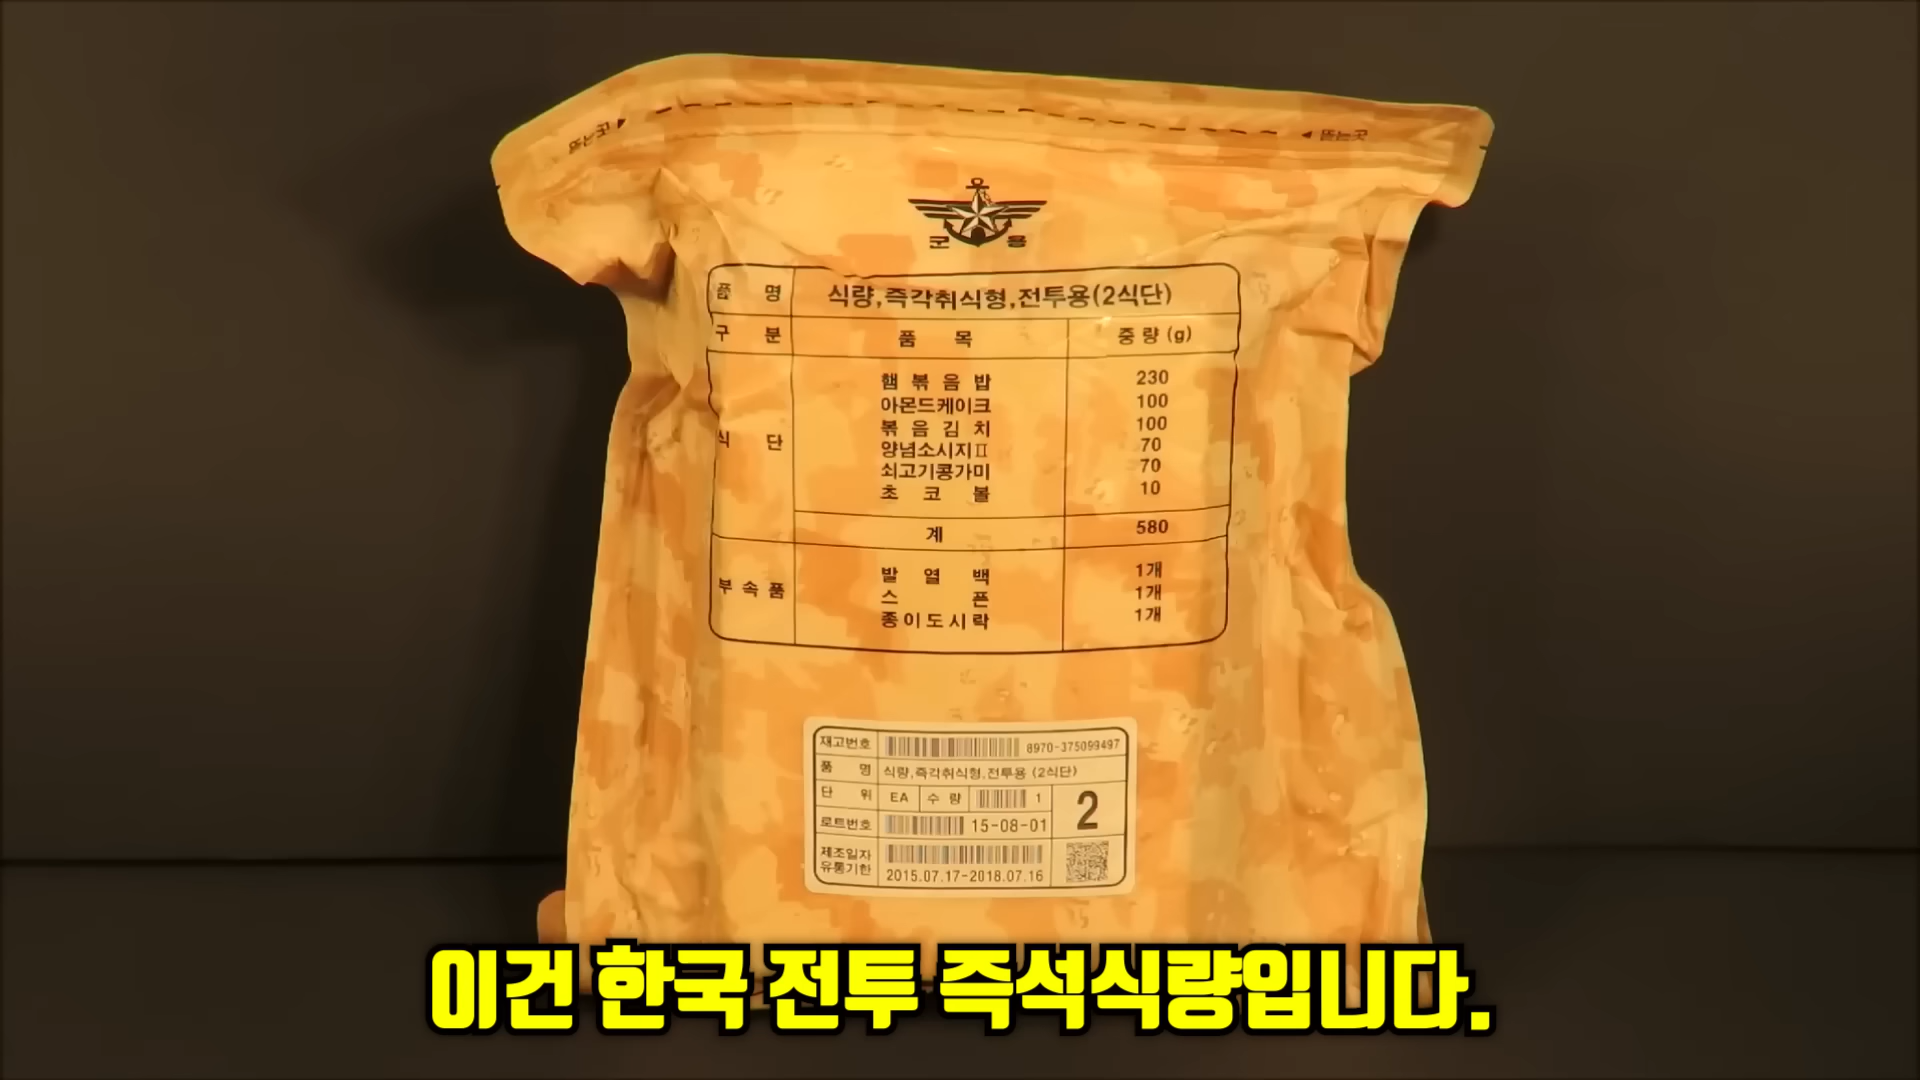 뜯는곳
뜯는곳
군 용
품 명 식량,즉각취식형,전투용(2식단)
구 분 품 목 중량 (g)
식 단
햄볶음밥 230
아몬드케이크 100
볶음김치 100
양념소시지Ⅱ 70
쇠고기콩가미 70
초코볼 10
계 580
부속품
발열백 1개
스푼 1개
종이도시락 1개
재고번호 8970-375099497
품 명 식량,즉각취식형,전투용 (2식단)
단 위 EA 수 량 1
2
로트번호 15-08-01
제조일자
유통기한 2015.07.17-2018.07.16
이건 한국 전투 즉석식량입니다.